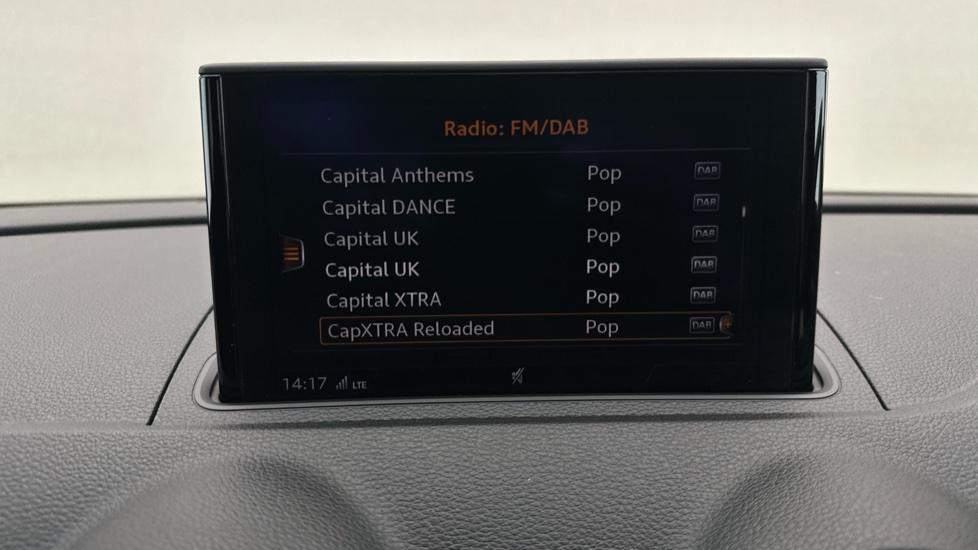 Radio: FM/DAB
Capital Anthems Pop DAB
Capital DANCE Pop DAB
Capital UK Pop DAB
Capital UK Pop DAB
Capital XTRA Pop DAB
CapXTRA Reloaded Pop DAB
14:17 LTE